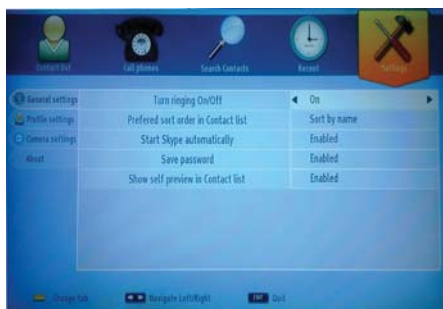 Contact list
Call phones
Search Contacts
Recent
Settings
General settings
Profile settings
Camera settings
About
Turn ringing On/Off
On
Prefered sort order in Contact list
Sort by name
Start Skype automatically
Enabled
Save password
Enabled
Show self preview in Contact list
Enabled
Change tab
Navigate Left/Right
Quit